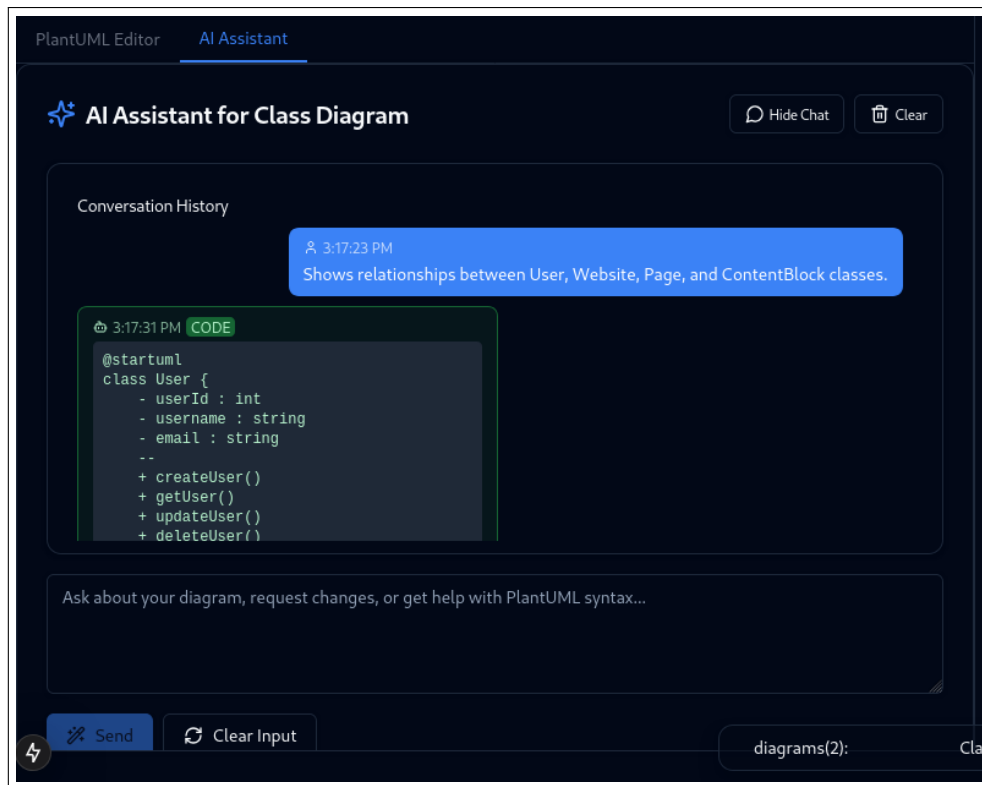 PlantUML Editor AI Assistant
AI Assistant for Class Diagram
Hide Chat
Clear
Conversation History
3:17:23 PM
Shows relationships between User, Website, Page, and ContentBlock classes.
3:17:31 PM CODE
@startuml
class User {
    - userId : int
    - username : string
    - email : string
    --
    + createUser()
    + getUser()
    + updateUser()
    + deleteUser()
Ask about your diagram, request changes, or get help with PlantUML syntax...
Send
Clear Input
diagrams(2): Cla